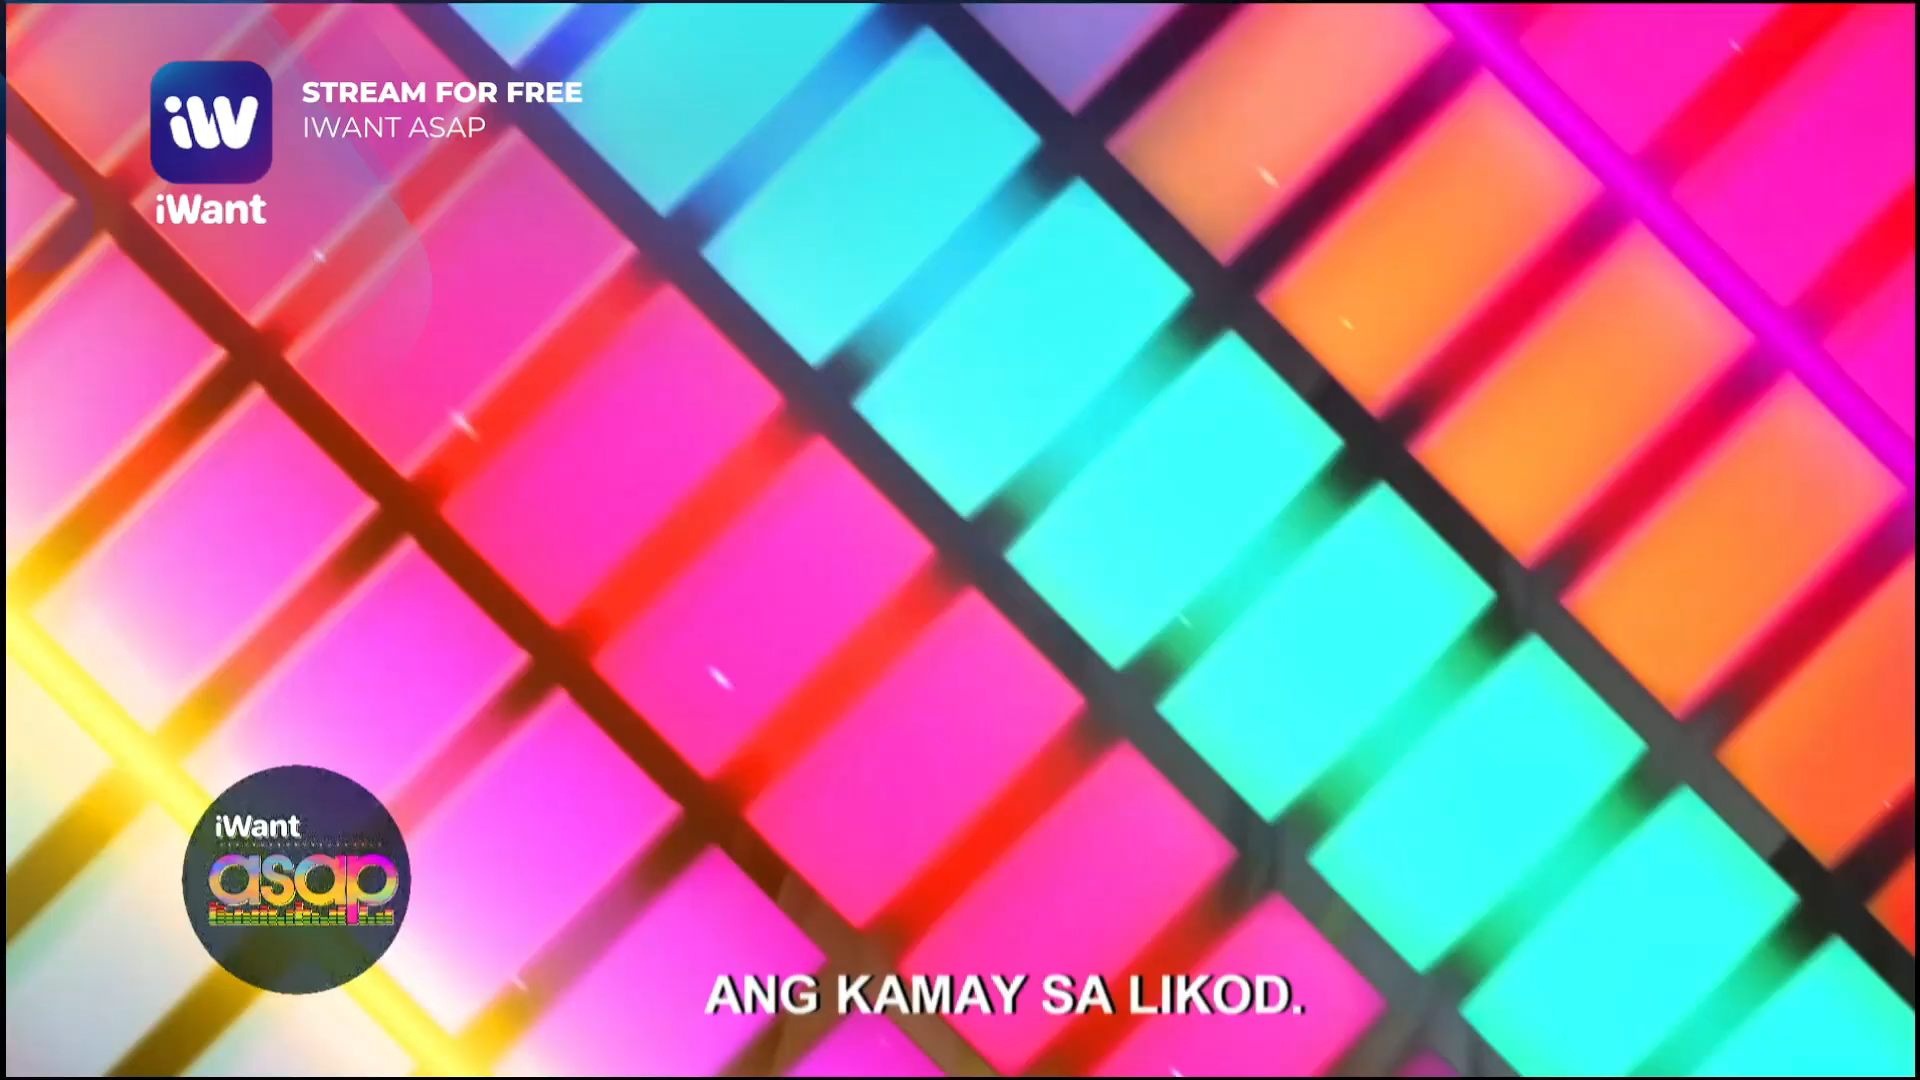 iW
STREAM FOR FREE
IWANT ASAP
iWant
iWant
asap
ANG KAMAY SA LIKOD.